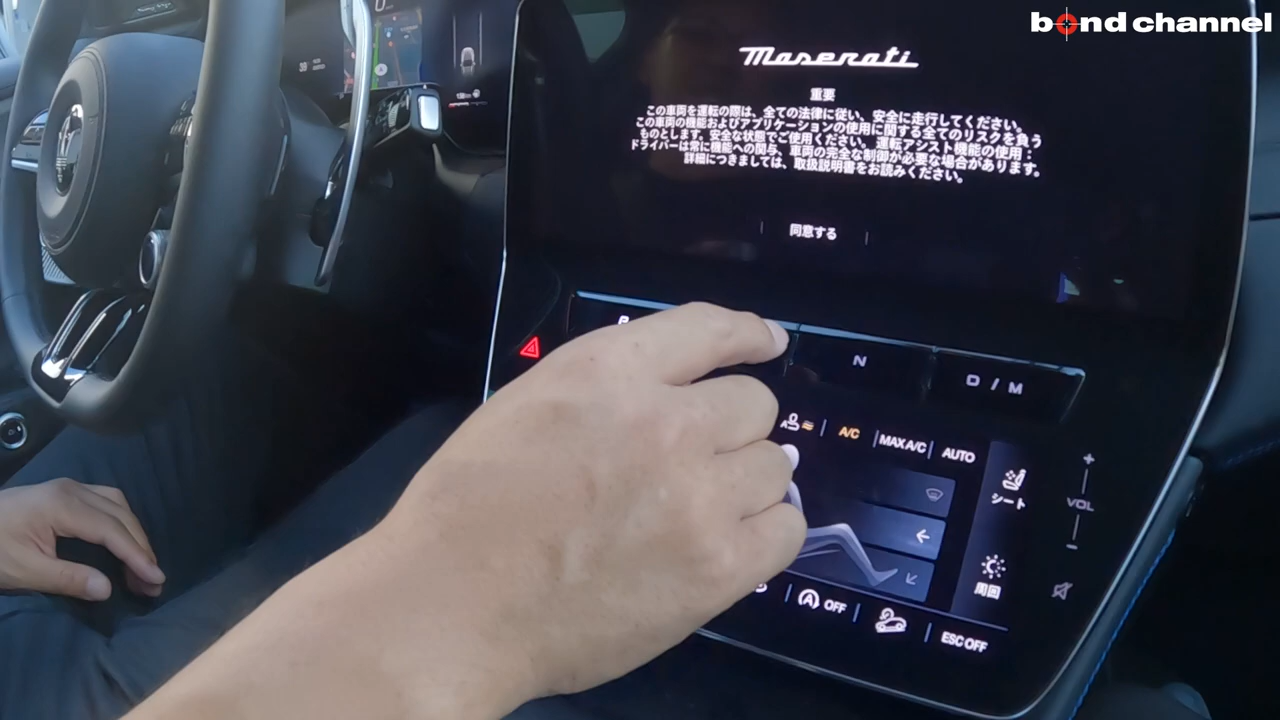 bond channel
Maserati
重要
この車両を運転の際は、全ての法律に従い、安全に走行してください。
この車両の機能およびアプリケーションの使用に関する全てのリスクを負う
ものとします。安全な状態でご使用ください。運転アシスト機能の使用：
ドライバーは常に機能への関与、車両の完全な制御が必要な場合があります。
詳細につきましては、取扱説明書をお読みください。
同意する
N
D / M
A/C
MAX A/C
AUTO
シート
+
VOL
-
周囲
A OFF
ESC OFF